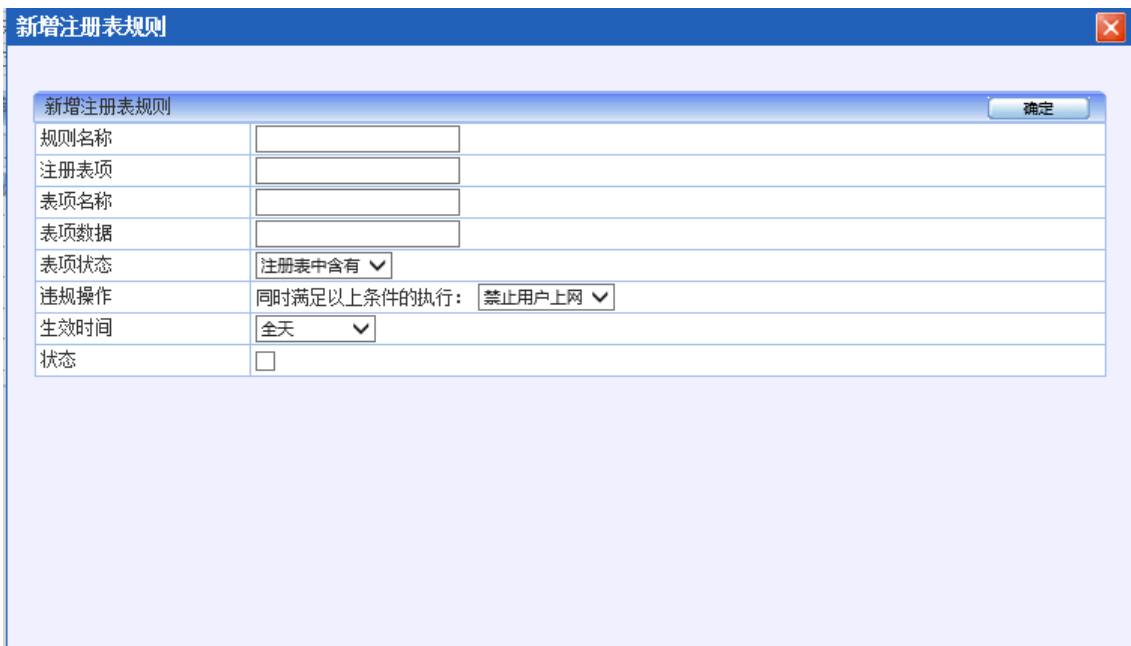 新增注册表规则
新增注册表规则 确定
规则名称
注册表项
表项名称
表项数据
表项状态 注册表中含有
违规操作 同时满足以上条件的执行： 禁止用户上网
生效时间 全天
状态